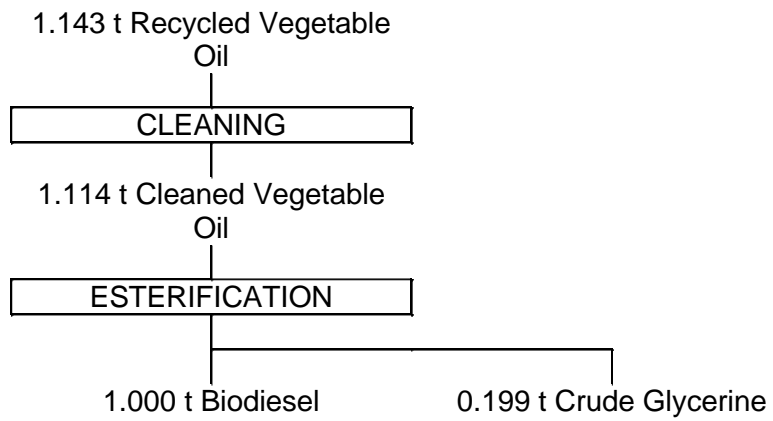 1.143 t Recycled Vegetable
Oil
CLEANING
1.114 t Cleaned Vegetable
Oil
ESTERIFICATION
1.000 t Biodiesel
0.199 t Crude Glycerine